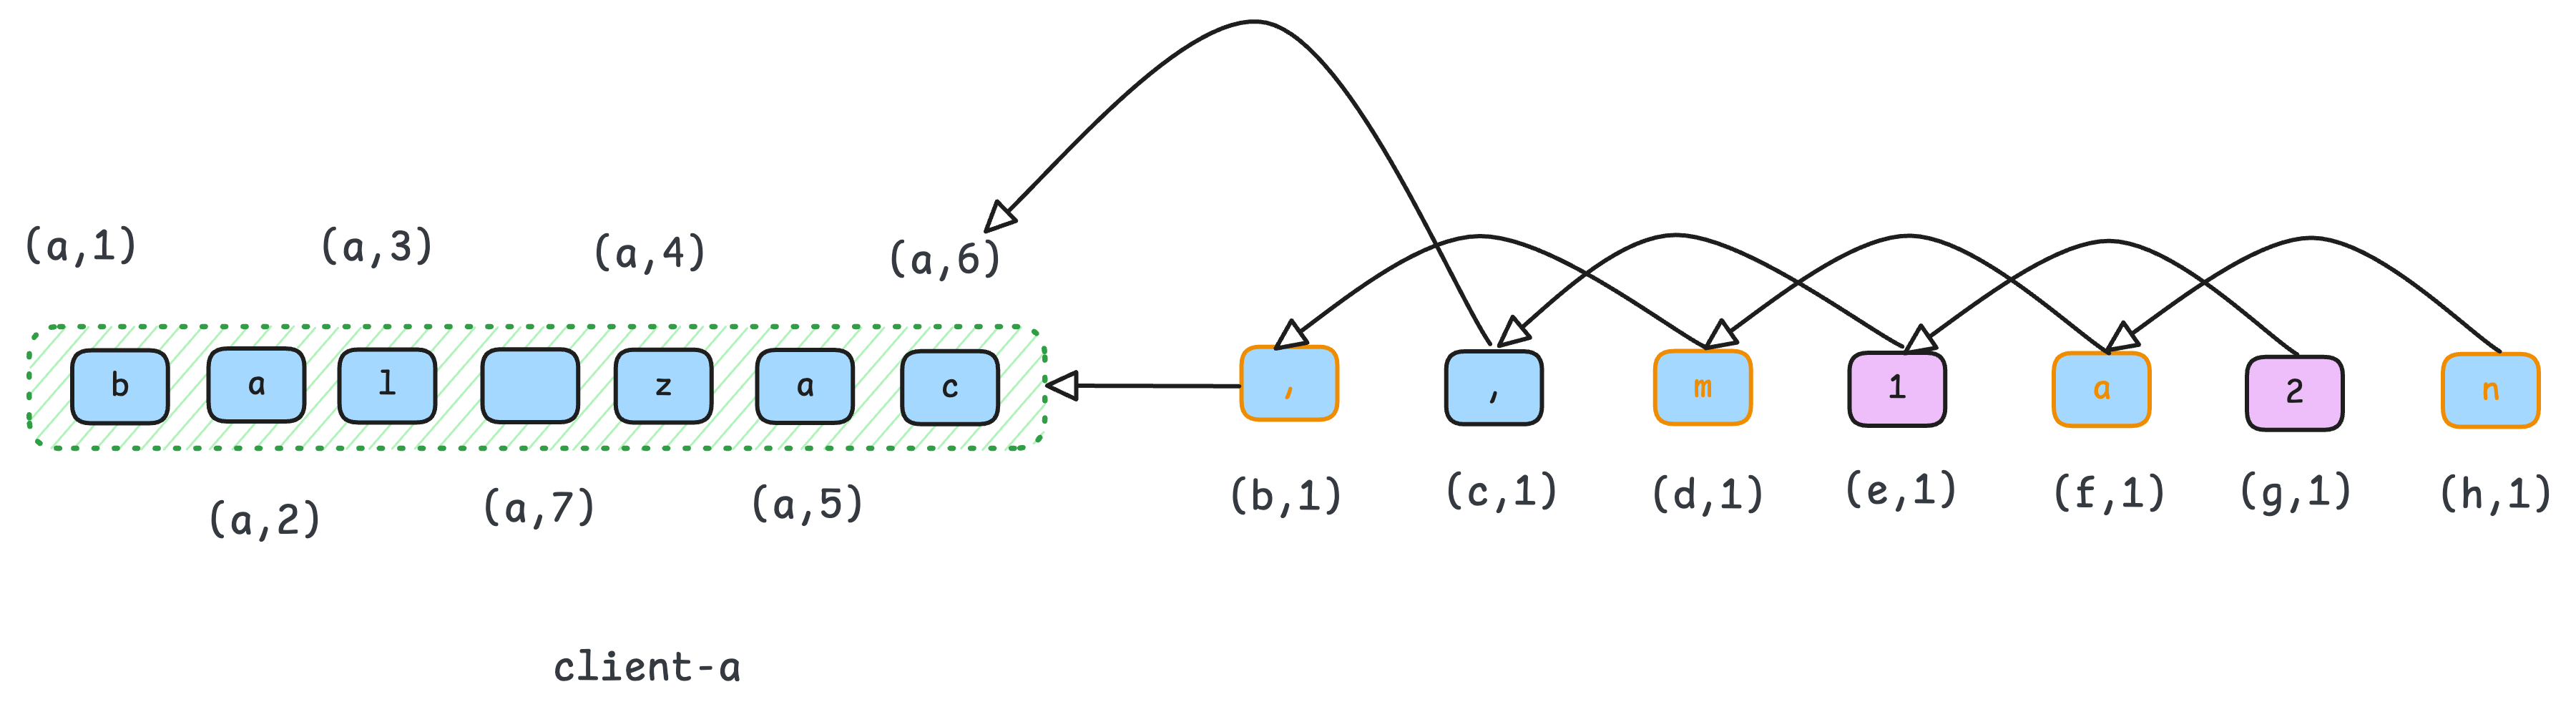 (a,1) (a,3) (a,4) (a,6)
b a l z a c , , m 1 a 2 n
(a,2) (a,7) (a,5) (b,1) (c,1) (d,1) (e,1) (f,1) (g,1) (h,1)
client-a